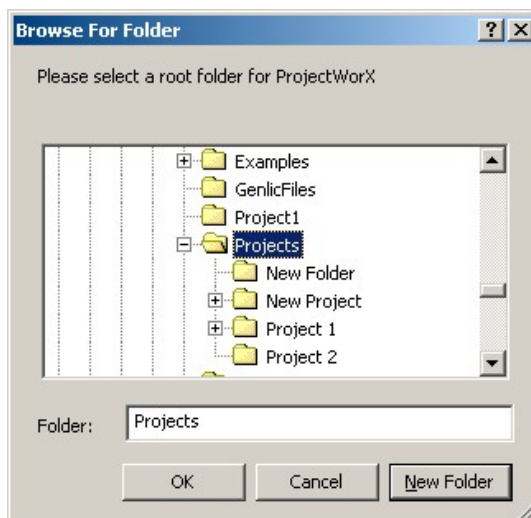 Browse For Folder
Please select a root folder for ProjectWorX
Examples
GenlicFiles
Project1
Projects
New Folder
New Project
Project 1
Project 2
Folder: Projects
OK Cancel New Folder